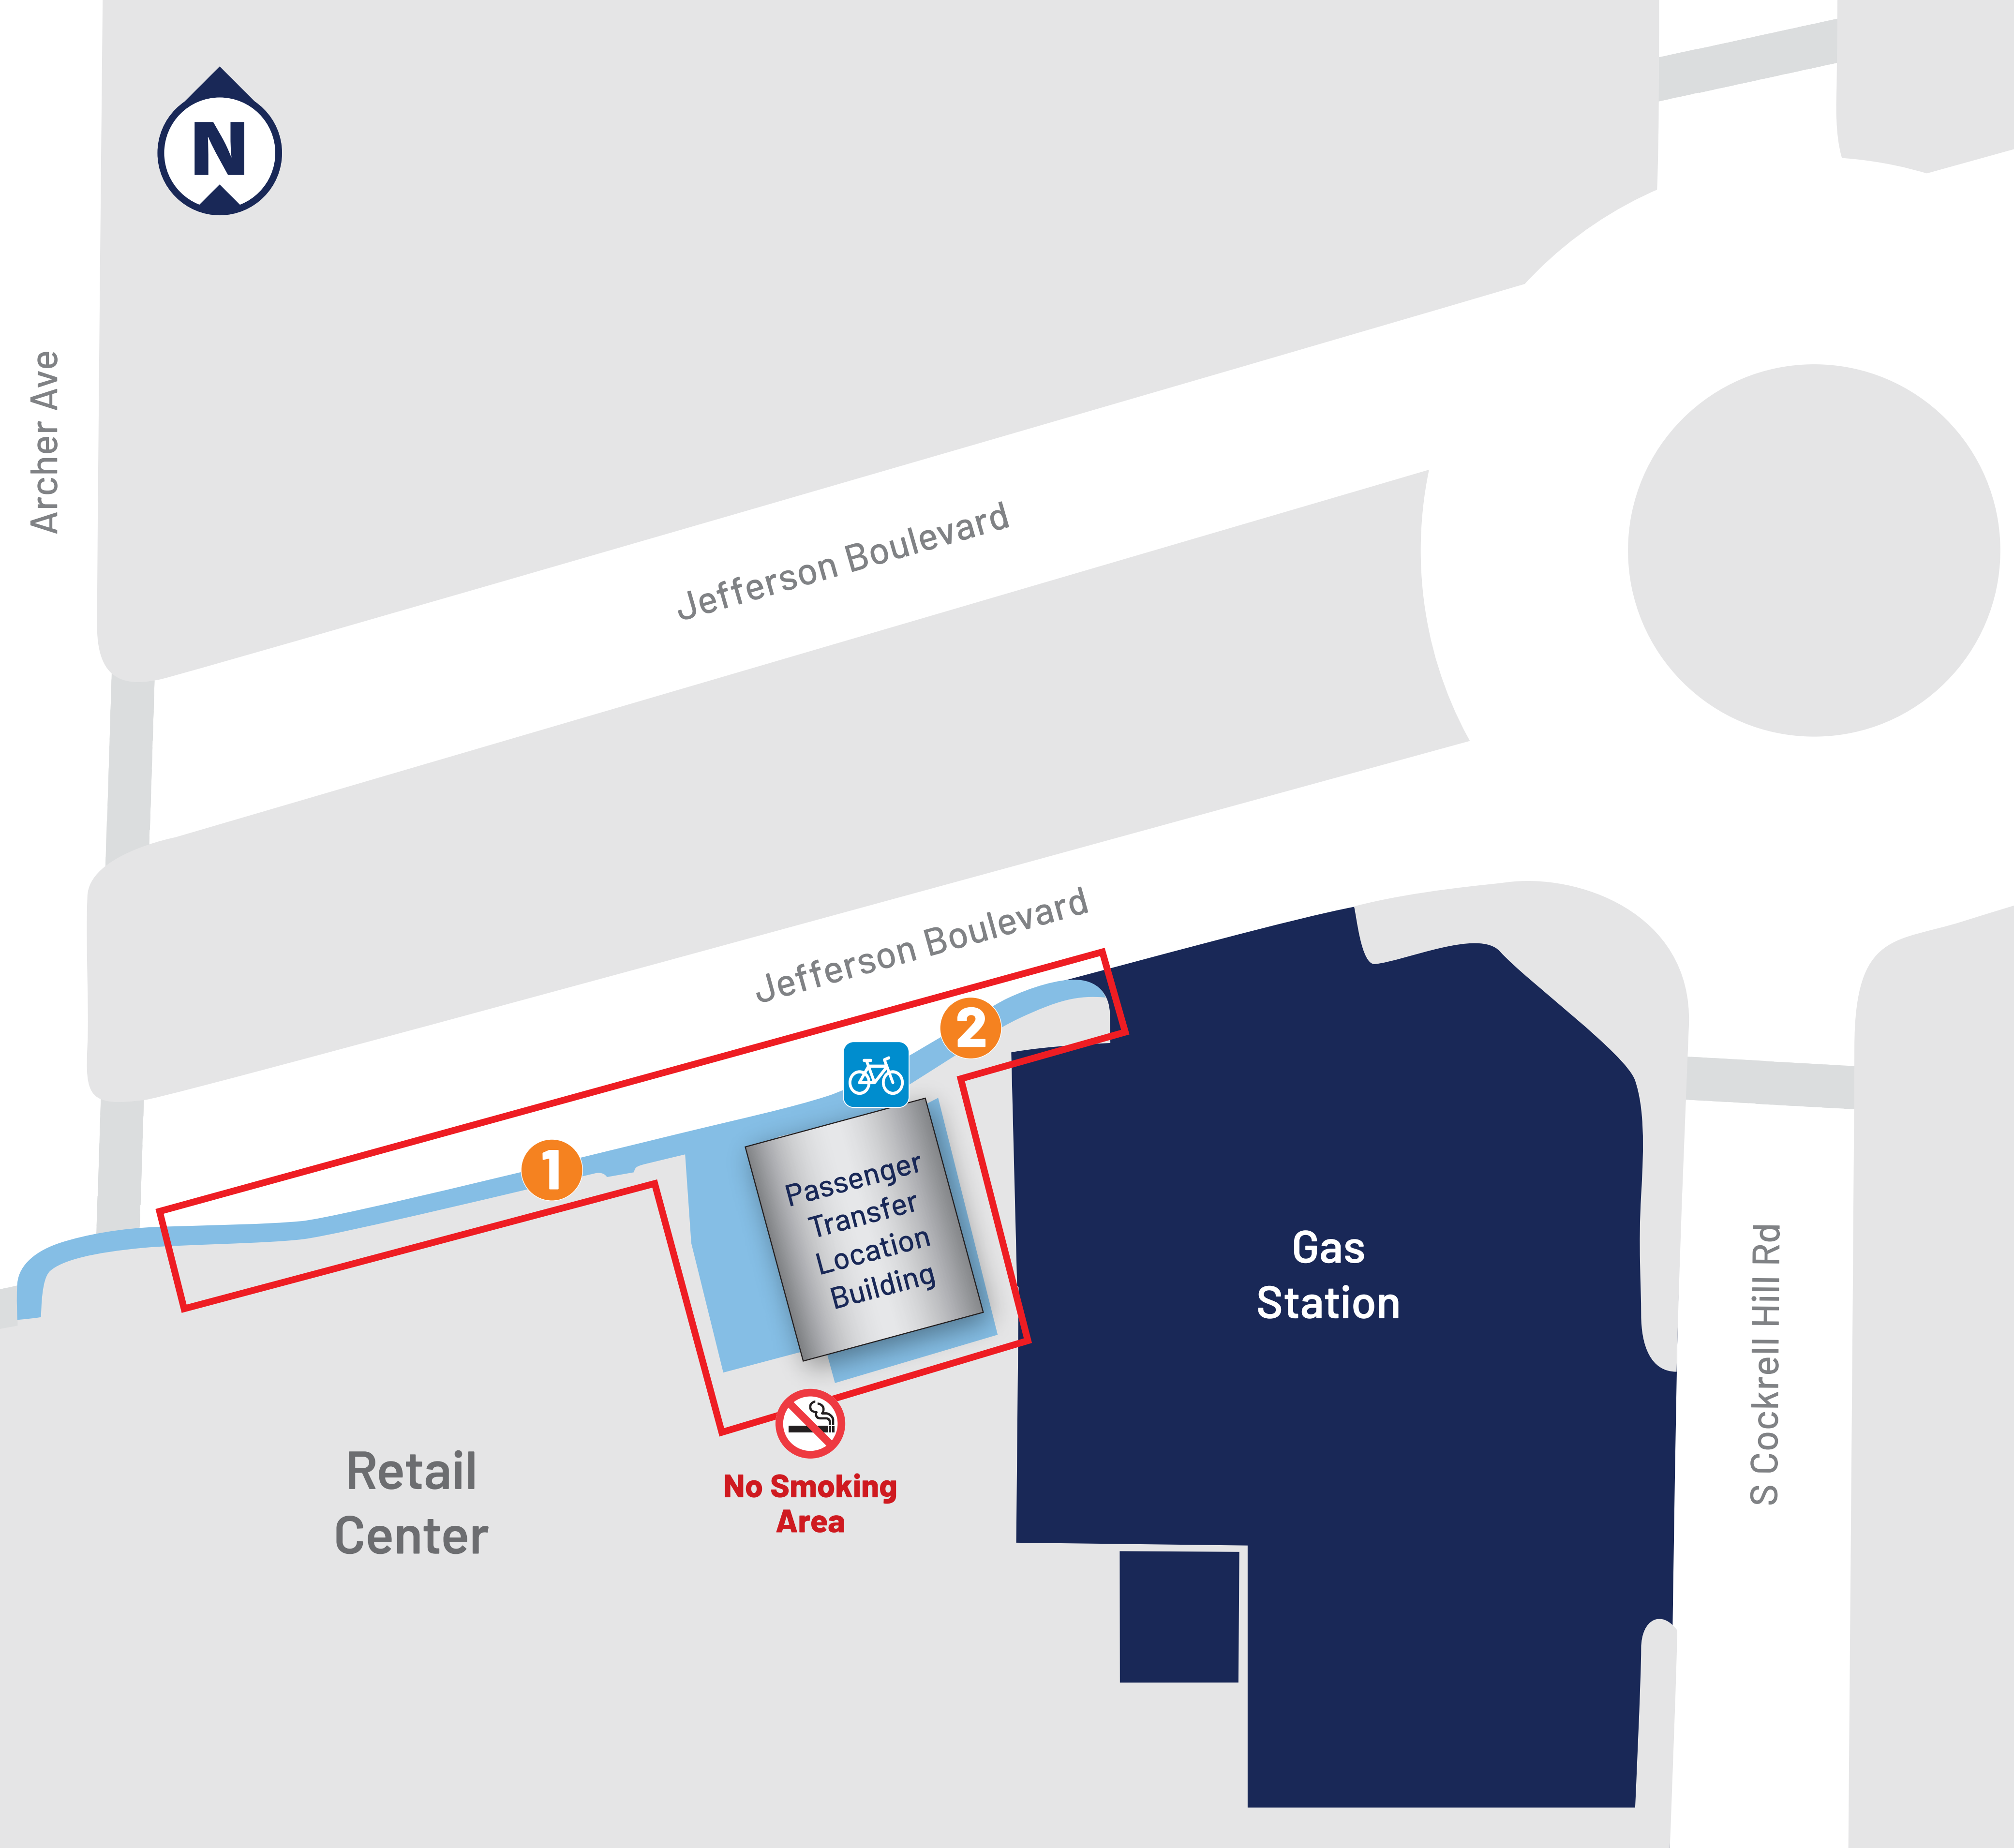 N
Archer Ave
Jefferson Boulevard
Jefferson Boulevard
2
1
Passenger
Transfer
Location
Building
Gas
Station
S Cockrell Hill Rd
Retail
Center
No Smoking
Area